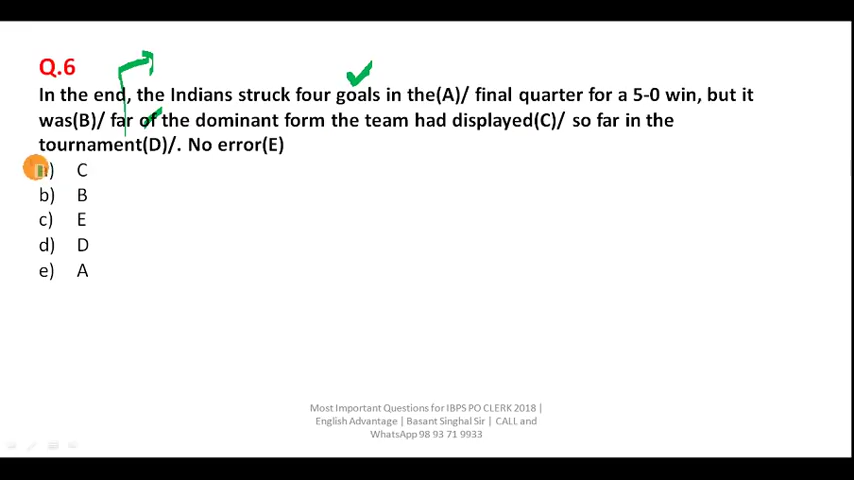 Q.6
In the end, the Indians struck four goals in the(A)/ final quarter for a 5-0 win, but it
was(B)/ far of the dominant form the team had displayed(C)/ so far in the
tournament(D)/. No error(E)
C
b) B
c) E
d) D
e) A
Most Important Questions for IBPS PO CLERK 2018 |
English Advantage | Basant Singhal Sir | CALL and
WhatsApp 98 93 71 9933